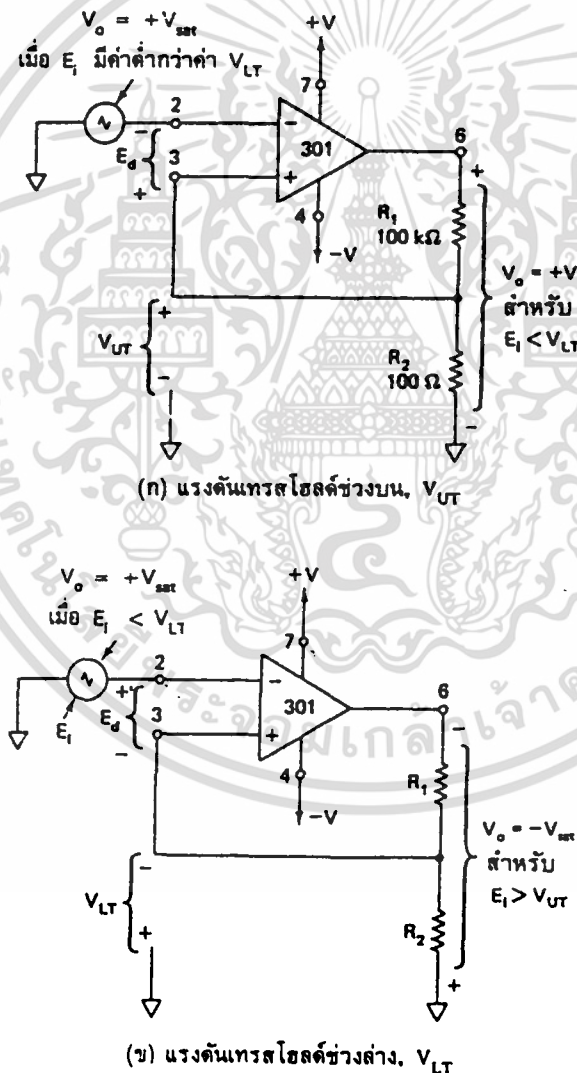 V_o = +V_sat
เมื่อ E_i มีค่าต่ำกว่าค่า V_LT
+V
7
2
−
−
E_d
3
+
+
301
6
+
4
−V
R_1
100 kΩ
V_o = +V
สำหรับ
E_i < V_LT
+
V_UT
−
R_2
100 Ω
−
(ก) แรงดันเทรสโฮลด์ช่วงบน, V_UT
V_o = +V_sat
เมื่อ E_i < V_LT
+V
7
2
+
−
E_d
E_i
3
−
+
301
6
−
4
−V
R_1
V_o = −V_sat
สำหรับ
E_i > V_UT
−
V_LT
+
R_2
+
(ข) แรงดันเทรสโฮลด์ช่วงล่าง, V_LT